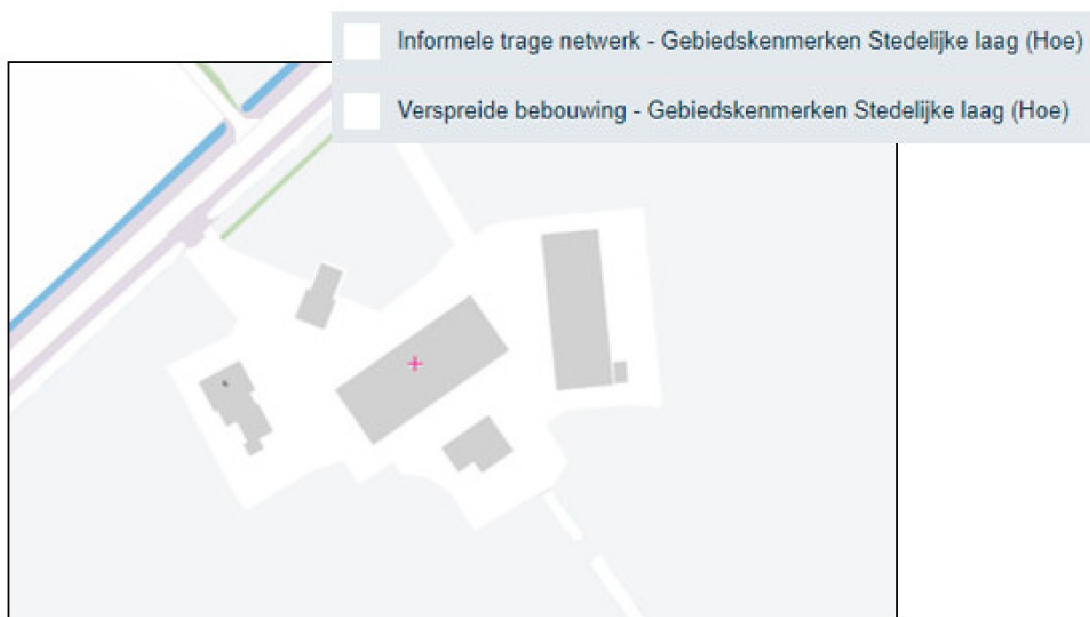 Informele trage netwerk - Gebiedskenmerken Stedelijke laag (Hoe)
Verspreide bebouwing - Gebiedskenmerken Stedelijke laag (Hoe)